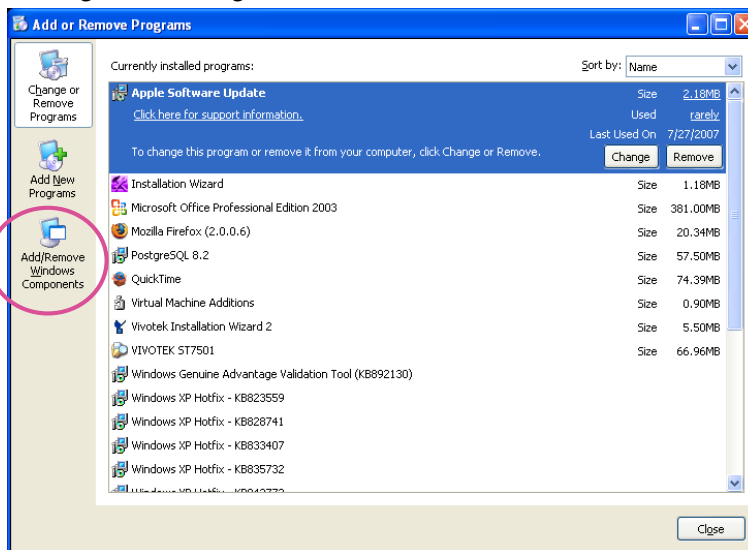 Add or Remove Programs
Change or
Remove
Programs
Add New
Programs
Add/Remove
Windows
Components
Currently installed programs:
Sort by: Name
Apple Software Update Size 2.18MB
Click here for support information. Used rarely
Last Used On 7/27/2007
To change this program or remove it from your computer, click Change or Remove. Change Remove
Installation Wizard Size 1.18MB
Microsoft Office Professional Edition 2003 Size 381.00MB
Mozilla Firefox (2.0.0.6) Size 20.34MB
PostgreSQL 8.2 Size 57.50MB
QuickTime Size 74.39MB
Virtual Machine Additions Size 0.90MB
Vivotek Installation Wizard 2 Size 5.50MB
VIVOTEK ST7501 Size 66.96MB
Windows Genuine Advantage Validation Tool (KB892130)
Windows XP Hotfix - KB823559
Windows XP Hotfix - KB828741
Windows XP Hotfix - KB833407
Windows XP Hotfix - KB835732
Close